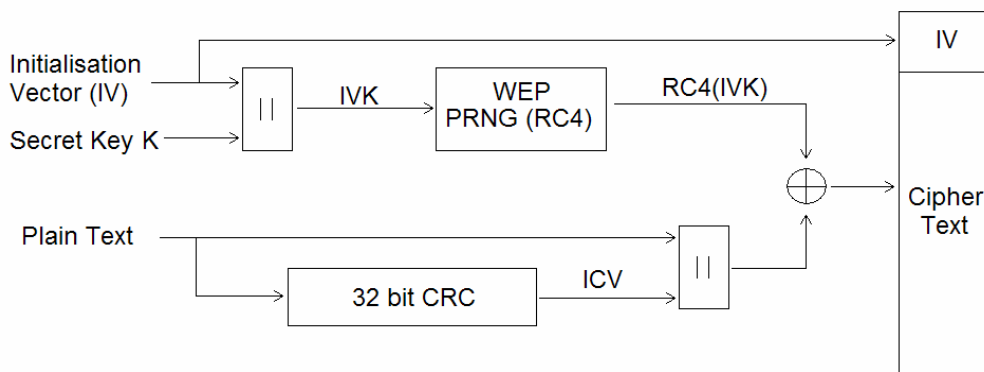 IV
Initialisation
Vector (IV)
||
IVK
WEP
PRNG (RC4)
RC4(IVK)
Secret Key K
Cipher
Text
Plain Text
||
32 bit CRC
ICV